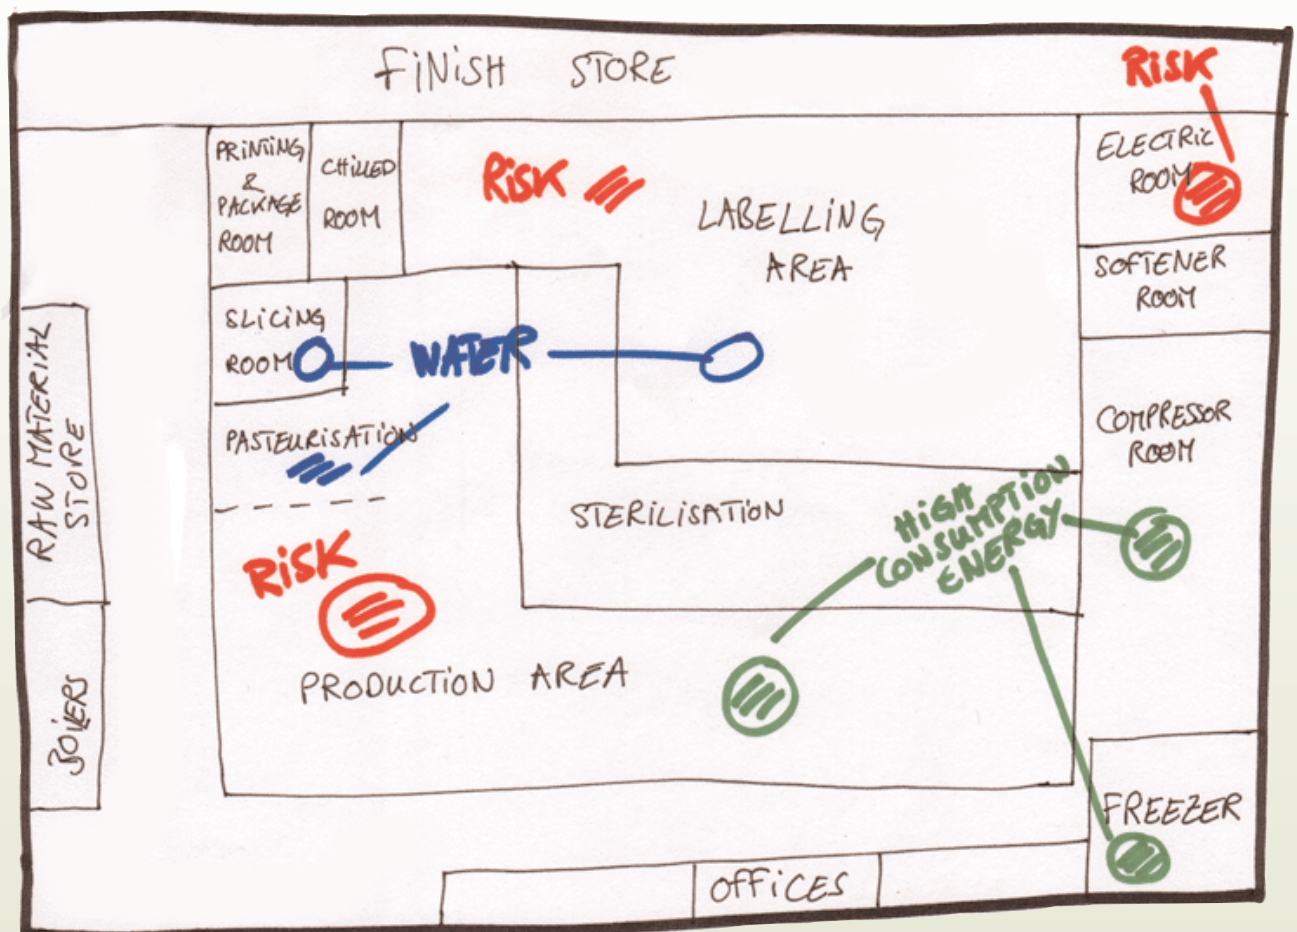 FiNiSH STORE
RiSK
PRiNTiNG
&
PACKAGE
ROOM
CHiLLED
ROOM
RiSK
LABELLiNG
AREA
ELECTRiC
ROOM
SOFTENER
ROOM
SLiCiNG
ROOM
WATER
RAW MATERIAL
STORE
PASTEURiSATiON
COMPRESSOR
ROOM
STERiLiSATiON
HiGH
CONSUMPTiON
ENERGY
RiSK
PRODUCTiON AREA
BOiLERS
FREEZER
OFFiCES